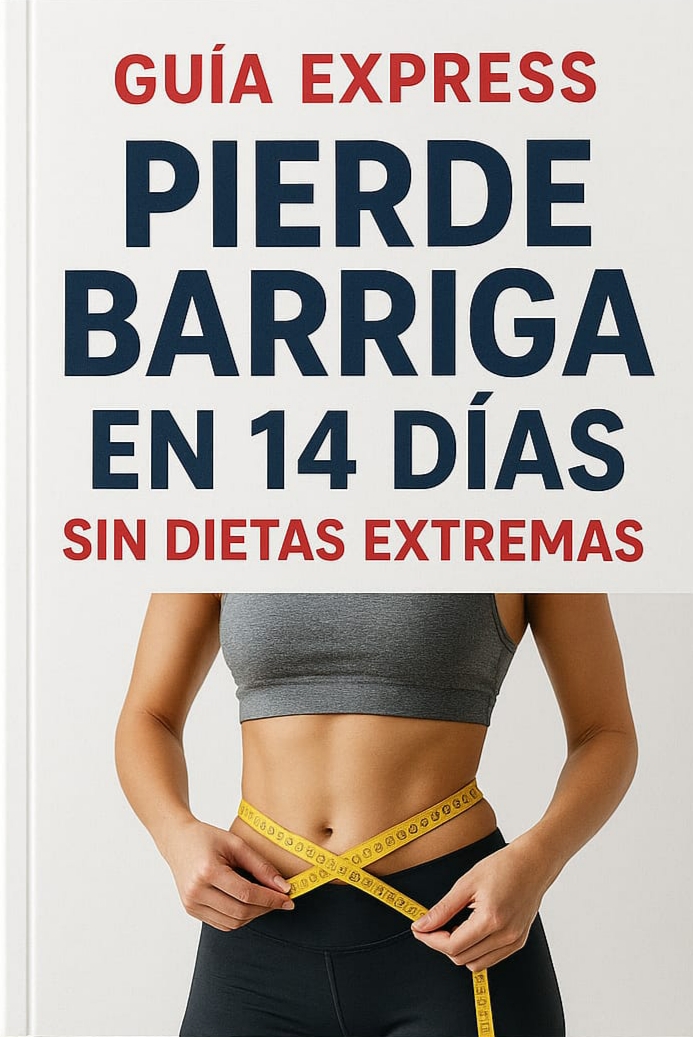 GUÍA EXPRESS
PIERDE
BARRIGA
EN 14 DÍAS
SIN DIETAS EXTREMAS